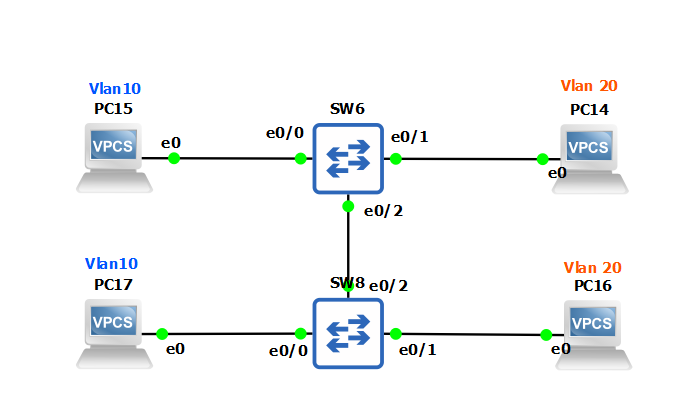 Vlan10
PC15
e0
VPCS
e0/0
SW6
e0/1
Vlan 20
PC14
VPCS
e0
e0/2
Vlan10
PC17
VPCS
e0
e0/0
SW8
e0/2
e0/1
Vlan 20
PC16
VPCS
e0